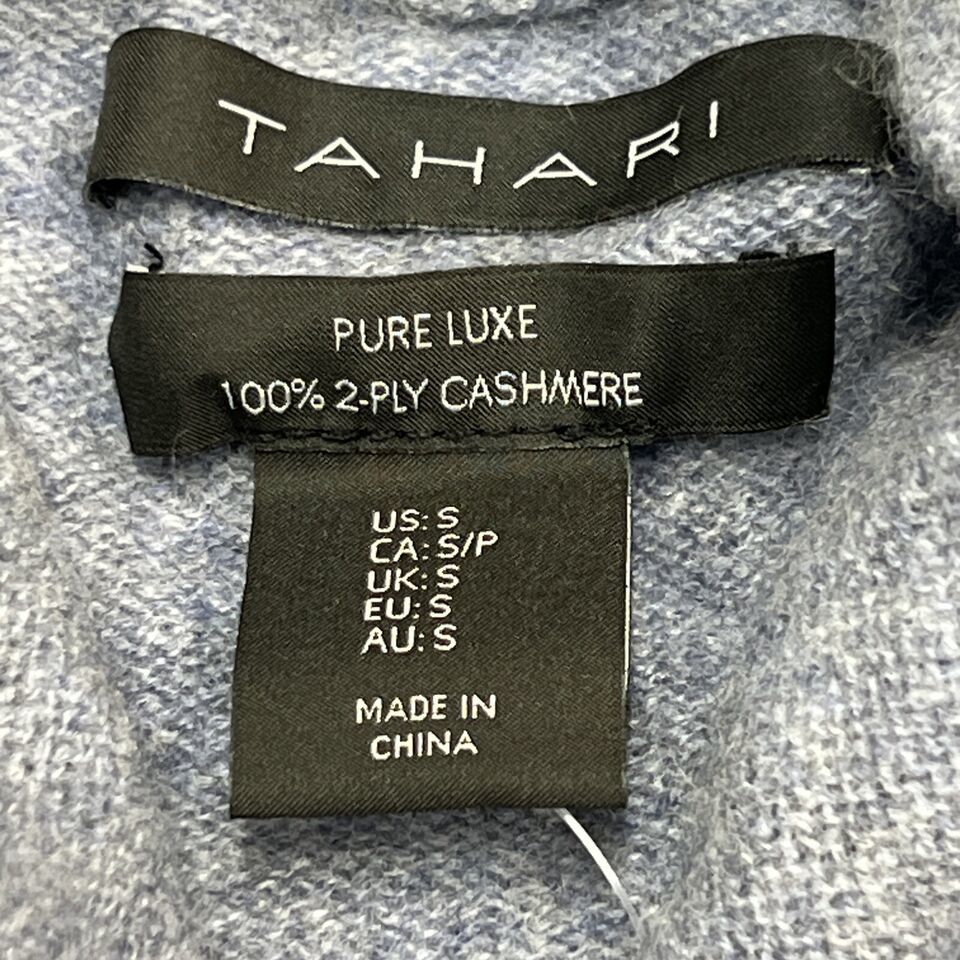 TAHARI
PURE LUXE
100% 2-PLY CASHMERE
US: S
CA: S/P
UK: S
EU: S
AU: S
MADE IN
CHINA